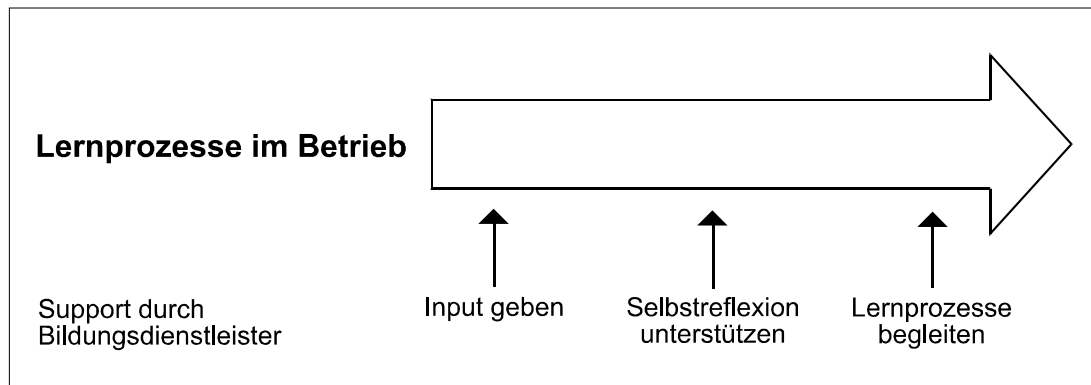 Lernprozesse im Betrieb
Support durch
Bildungsdienstleister
Input geben
Selbstreflexion
unterstützen
Lernprozesse
begleiten